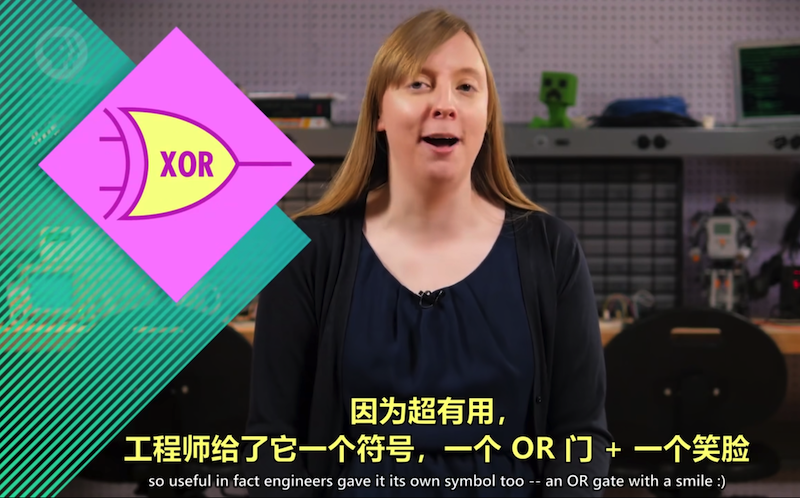 XOR
因为超有用，
工程师给了它一个符号，一个 OR 门 + 一个笑脸
so useful in fact engineers gave it its own symbol too -- an OR gate with a smile :)